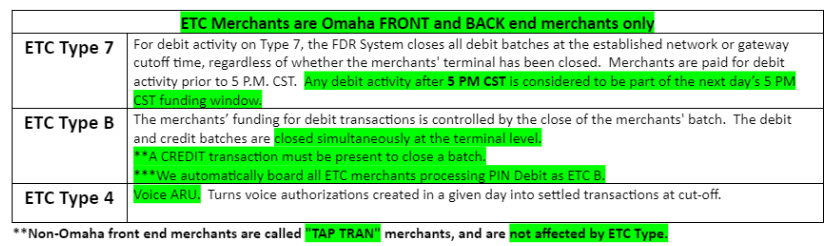 ETC Merchants are Omaha FRONT and BACK end merchants only
ETC Type 7
For debit activity on Type 7, the FDR System closes all debit batches at the established network or gateway
cutoff time, regardless of whether the merchants' terminal has been closed.  Merchants are paid for debit
activity prior to 5 P.M. CST.  Any debit activity after 5 PM CST is considered to be part of the next day's 5 PM
CST funding window.
ETC Type B
The merchants' funding for debit transactions is controlled by the close of the merchants' batch.  The debit
and credit batches are closed simultaneously at the terminal level.
**A CREDIT transaction must be present to close a batch.
***We automatically board all ETC merchants processing PIN Debit as ETC B.
ETC Type 4
Voice ARU.  Turns voice authorizations created in a given day into settled transactions at cut-off.
**Non-Omaha front end merchants are called "TAP TRAN" merchants, and are not affected by ETC Type.